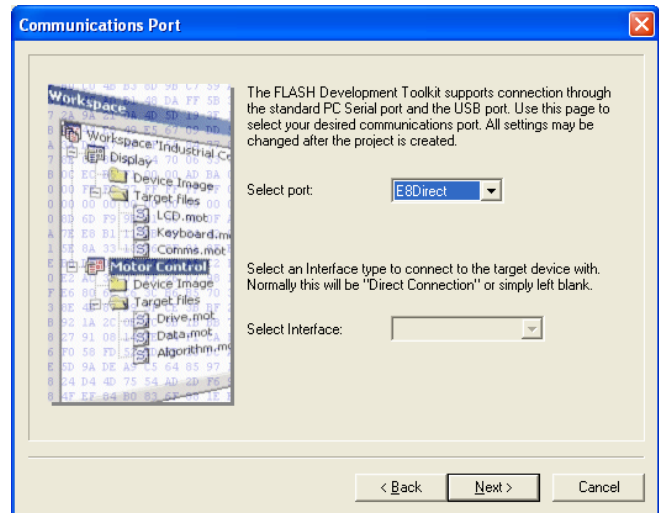 Communications Port
The FLASH Development Toolkit supports connection through
the standard PC Serial port and the USB port. Use this page to
select your desired communications port. All settings may be
changed after the project is created.
Select port:
E8Direct
Select an Interface type to connect to the target device with.
Normally this will be "Direct Connection" or simply left blank.
Select Interface:
Workspace
Workspace 'Industrial Co
Display
Device Image
Target files
LCD.mot
Keyboard.m
Comms.mot
Motor Control
Device Image
Target files
Drive.mot
Data.mot
Algorithm.mo
< Back
Next >
Cancel